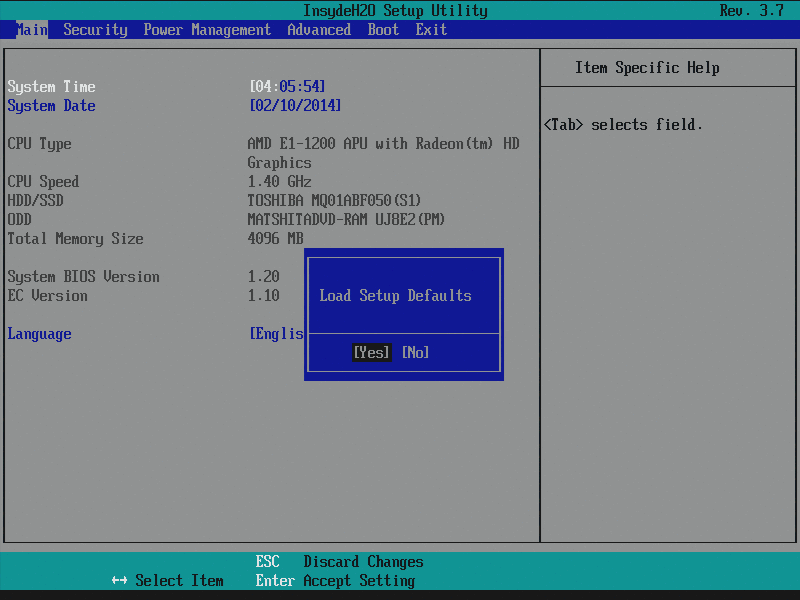 InsydeH2O Setup Utility Rev. 3.7
Main Security Power Management Advanced Boot Exit
System Time [04:05:54]
System Date [02/10/2014]
CPU Type AMD E1-1200 APU with Radeon(tm) HD
Graphics
CPU Speed 1.40 GHz
HDD/SSD TOSHIBA MQ01ABF050(S1)
ODD MATSHITADVD-RAM UJ8E2(PM)
Total Memory Size 4096 MB
System BIOS Version 1.20
EC Version 1.10
Language [Englis
Load Setup Defaults
[Yes] [No]
Item Specific Help
<Tab> selects field.
ESC Discard Changes
↔ Select Item Enter Accept Setting